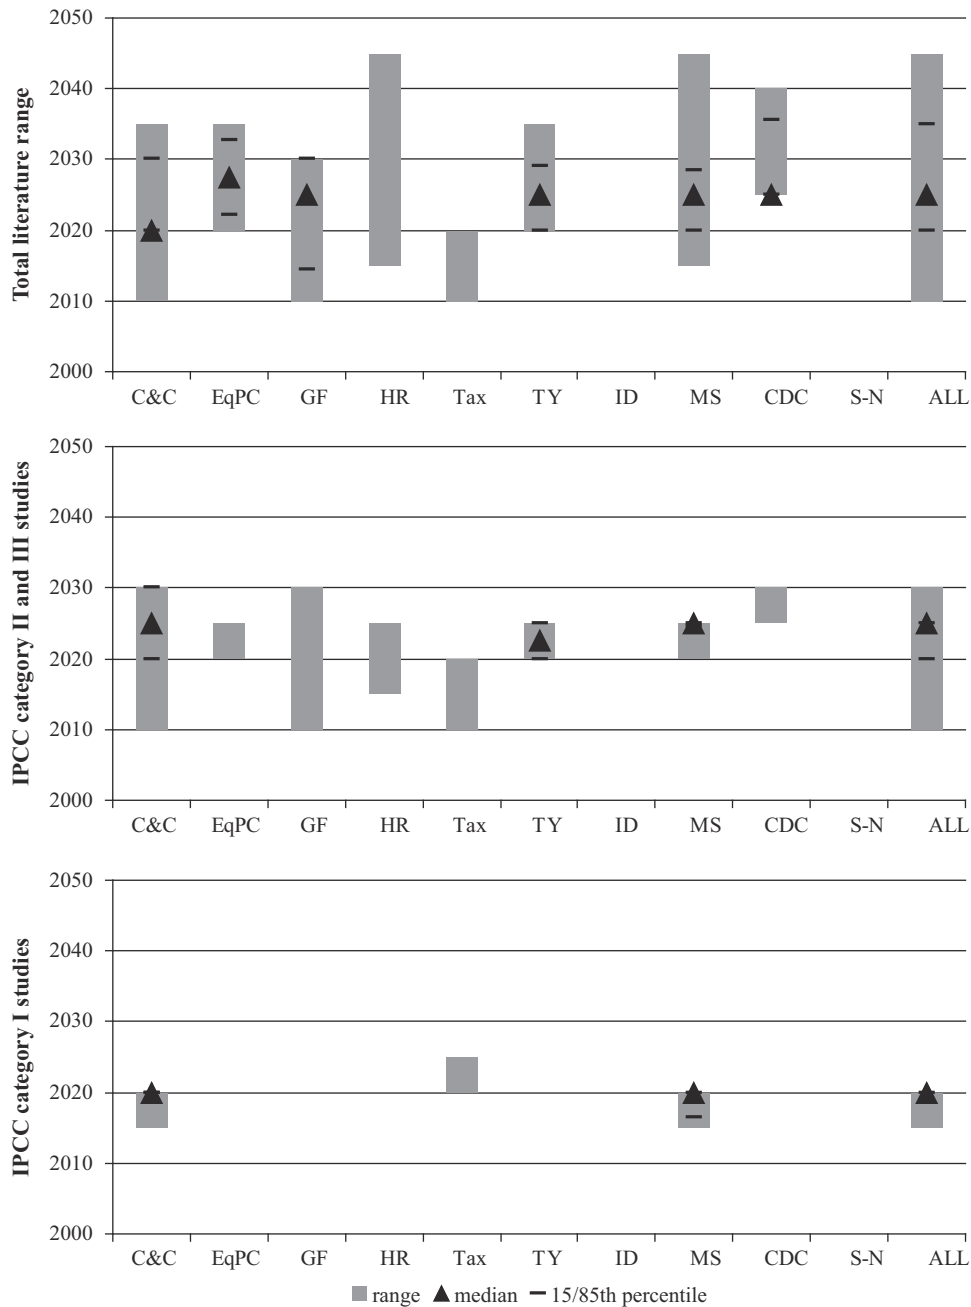 Total literature range
2050
2040
2030
2020
2010
2000
C&C EqPC GF HR Tax TY ID MS CDC S-N ALL
IPCC category II and III studies
2050
2040
2030
2020
2010
2000
C&C EqPC GF HR Tax TY ID MS CDC S-N ALL
IPCC category I studies
2050
2040
2030
2020
2010
2000
C&C EqPC GF HR Tax TY ID MS CDC S-N ALL
range median 15/85th percentile